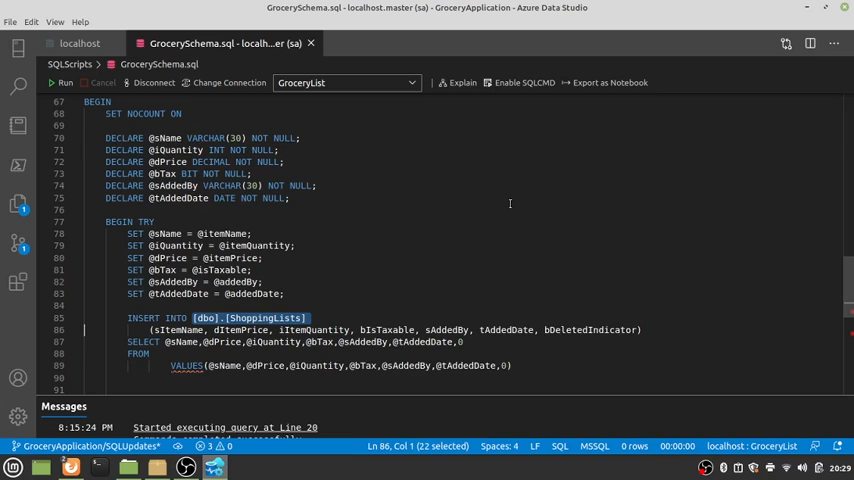 GrocerySchema.sql - localhost.master (sa) - GroceryApplication - Azure Data Studio
File Edit View Help
localhost GrocerySchema.sql - localh...er (sa)
SQLScripts > GrocerySchema.sql
Run Cancel Disconnect Change Connection GroceryList Explain Enable SQLCMD Export as Notebook
67 BEGIN
68 SET NOCOUNT ON
69
70 DECLARE @sName VARCHAR(30) NOT NULL;
71 DECLARE @iQuantity INT NOT NULL;
72 DECLARE @dPrice DECIMAL NOT NULL;
73 DECLARE @bTax BIT NOT NULL;
74 DECLARE @sAddedBy VARCHAR(30) NOT NULL;
75 DECLARE @tAddedDate DATE NOT NULL;
76
77 BEGIN TRY
78 SET @sName = @itemName;
79 SET @iQuantity = @itemQuantity;
80 SET @dPrice = @itemPrice;
81 SET @bTax = @isTaxable;
82 SET @sAddedBy = @addedBy;
83 SET @tAddedDate = @addedDate;
84
85 INSERT INTO [dbo].[ShoppingLists]
86 (sItemName, dItemPrice, iItemQuantity, bIsTaxable, sAddedBy, tAddedDate, bDeletedIndicator)
87 SELECT @sName,@dPrice,@iQuantity,@bTax,@sAddedBy,@tAddedDate,0
88 FROM
89 VALUES(@sName,@dPrice,@iQuantity,@bTax,@sAddedBy,@tAddedDate,0)
90
91
1
1
Messages
8:15:24 PM Started executing query at Line 20
Commands completed successfully.
GroceryApplication/SQLUpdates* 3 0 Ln 86, Col 1 (22 selected) Spaces: 4 LF SQL MSSQL 0 rows 00:00:00 localhost : GroceryList
2 20:29